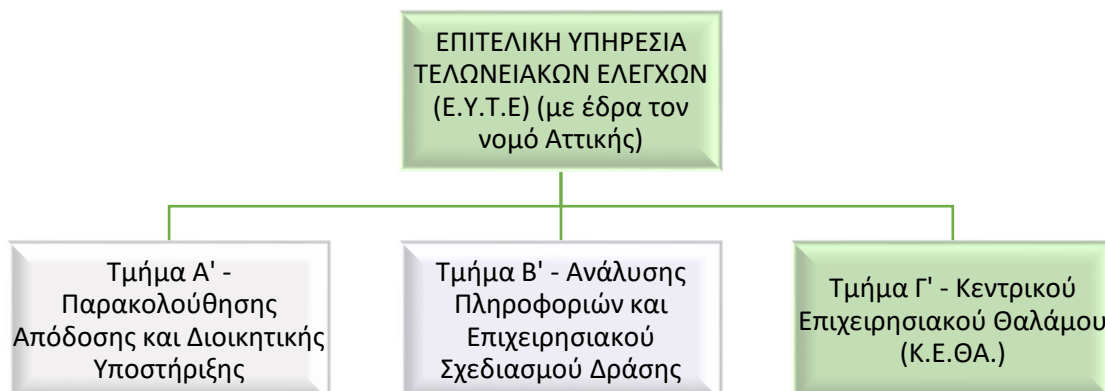 ΕΠΙΤΕΛΙΚΗ ΥΠΗΡΕΣΙΑ
ΤΕΛΩΝΕΙΑΚΩΝ ΕΛΕΓΧΩΝ
(Ε.Υ.Τ.Ε) (με έδρα τον
νομό Αττικής)
Τμήμα Α' -
Παρακολούθησης
Απόδοσης και Διοικητικής
Υποστήριξης
Τμήμα Β' - Ανάλυσης
Πληροφοριών και
Επιχειρησιακού
Σχεδιασμού Δράσης
Τμήμα Γ' - Κεντρικού
Επιχειρησιακού Θαλάμου
(Κ.Ε.ΘΑ.)